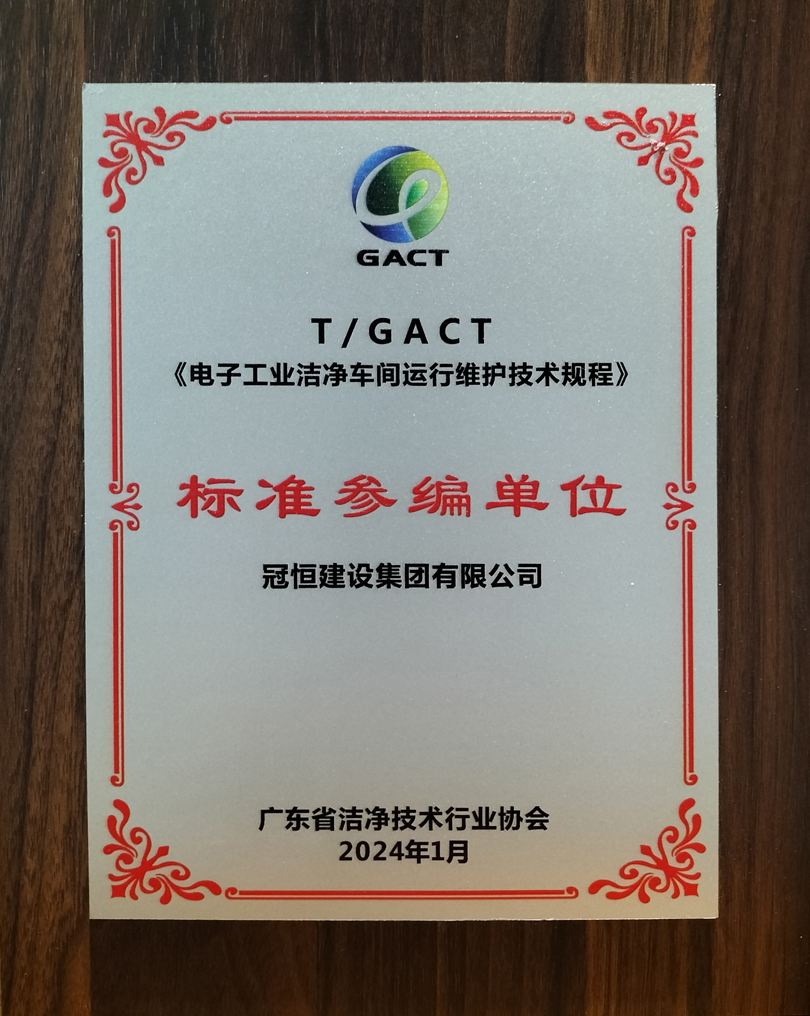 GACT
T/GACT
《电子工业洁净车间运行维护技术规程》
标准参编单位
冠恒建设集团有限公司
广东省洁净技术行业协会
2024年1月